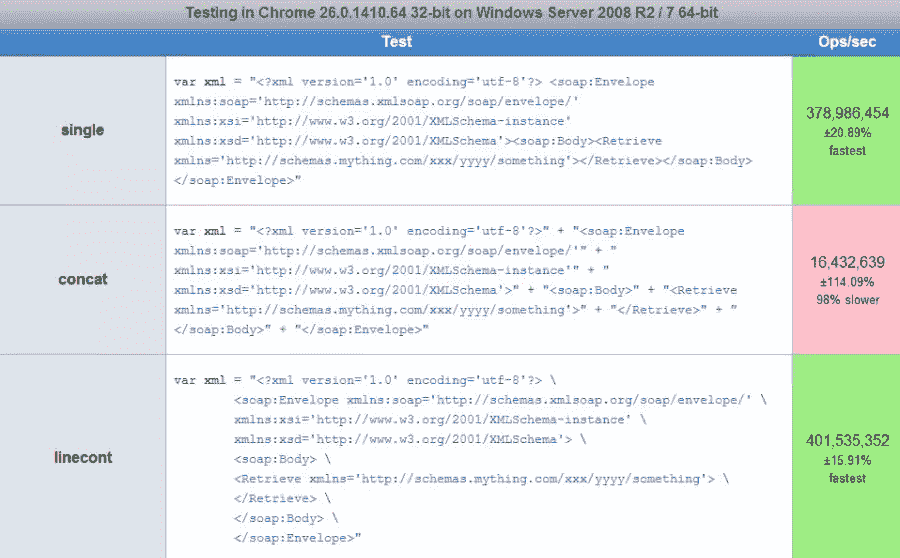 Testing in Chrome 26.0.1410.64 32-bit on Windows Server 2008 R2 / 7 64-bit
Test Ops/sec
single
var xml = "<?xml version='1.0' encoding='utf-8'?> <soap:Envelope
xmlns:soap='http://schemas.xmlsoap.org/soap/envelope/'
xmlns:xsi='http://www.w3.org/2001/XMLSchema-instance'
xmlns:xsd='http://www.w3.org/2001/XMLSchema'><soap:Body><Retrieve
xmlns='http://schemas.mything.com/xxx/yyyy/something'></Retrieve></soap:Body>
</soap:Envelope>"
378,986,454
±20.89%
fastest
concat
var xml = "<?xml version='1.0' encoding='utf-8'?>" + "<soap:Envelope
xmlns:soap='http://schemas.xmlsoap.org/soap/envelope/'" + "
xmlns:xsi='http://www.w3.org/2001/XMLSchema-instance'" + "
xmlns:xsd='http://www.w3.org/2001/XMLSchema'>" + "<soap:Body>" + "<Retrieve
xmlns='http://schemas.mything.com/xxx/yyyy/something'>" + "</Retrieve>" + "
</soap:Body>" + "</soap:Envelope>"
16,432,639
±114.09%
98% slower
linecont
var xml = "<?xml version='1.0' encoding='utf-8'?> \
<soap:Envelope xmlns:soap='http://schemas.xmlsoap.org/soap/envelope/' \
xmlns:xsi='http://www.w3.org/2001/XMLSchema-instance' \
xmlns:xsd='http://www.w3.org/2001/XMLSchema'> \
<soap:Body> \
<Retrieve xmlns='http://schemas.mything.com/xxx/yyyy/something'> \
</Retrieve> \
</soap:Body> \
</soap:Envelope>"
401,535,352
±15.91%
fastest